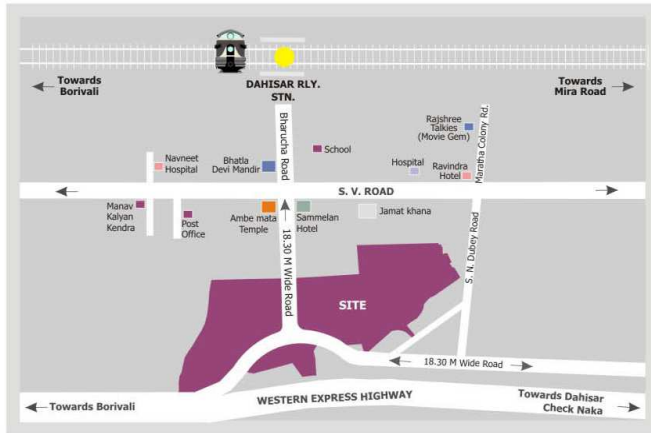 Towards
Borivali
DAHISAR RLY.
STN.
Towards
Mira Road
Bharucha Road
School
Rajshree
Talkies
(Movie Gem)
Maratha Colony Rd.
Navneet
Hospital
Bhatla
Devi Mandir
Hospital
Ravindra
Hotel
S. V. ROAD
Manav
Kalyan
Kendra
Post
Office
Ambe mata
Temple
Sammelan
Hotel
Jamat khana
18.30 M Wide Road
S. N. Dubey Road
SITE
18.30 M Wide Road
Towards Borivali
WESTERN EXPRESS HIGHWAY
Towards Dahisar
Check Naka